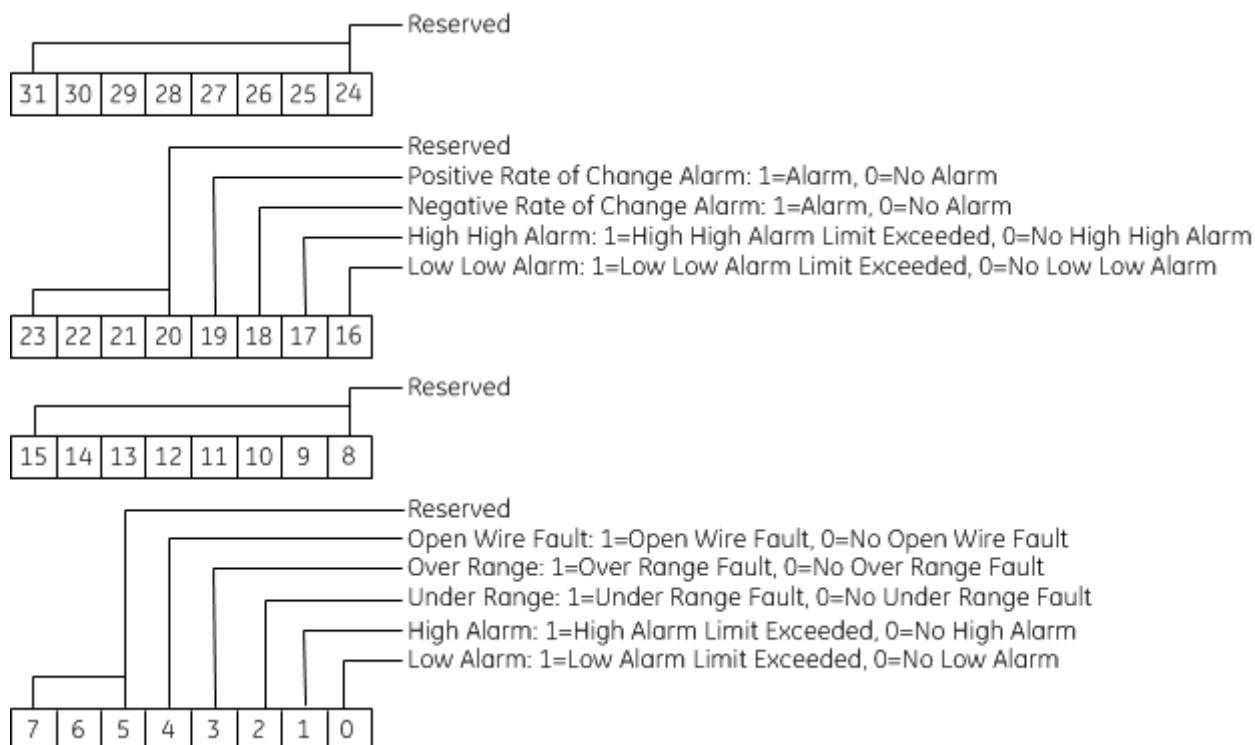 Reserved
31 30 29 28 27 26 25 24
Reserved
Positive Rate of Change Alarm: 1=Alarm, 0=No Alarm
Negative Rate of Change Alarm: 1=Alarm, 0=No Alarm
High High Alarm: 1=High High Alarm Limit Exceeded, 0=No High High Alarm
Low Low Alarm: 1=Low Low Alarm Limit Exceeded, 0=No Low Low Alarm
23 22 21 20 19 18 17 16
Reserved
15 14 13 12 11 10 9 8
Reserved
Open Wire Fault: 1=Open Wire Fault, 0=No Open Wire Fault
Over Range: 1=Over Range Fault, 0=No Over Range Fault
Under Range: 1=Under Range Fault, 0=No Under Range Fault
High Alarm: 1=High Alarm Limit Exceeded, 0=No High Alarm
Low Alarm: 1=Low Alarm Limit Exceeded, 0=No Low Alarm
7 6 5 4 3 2 1 0